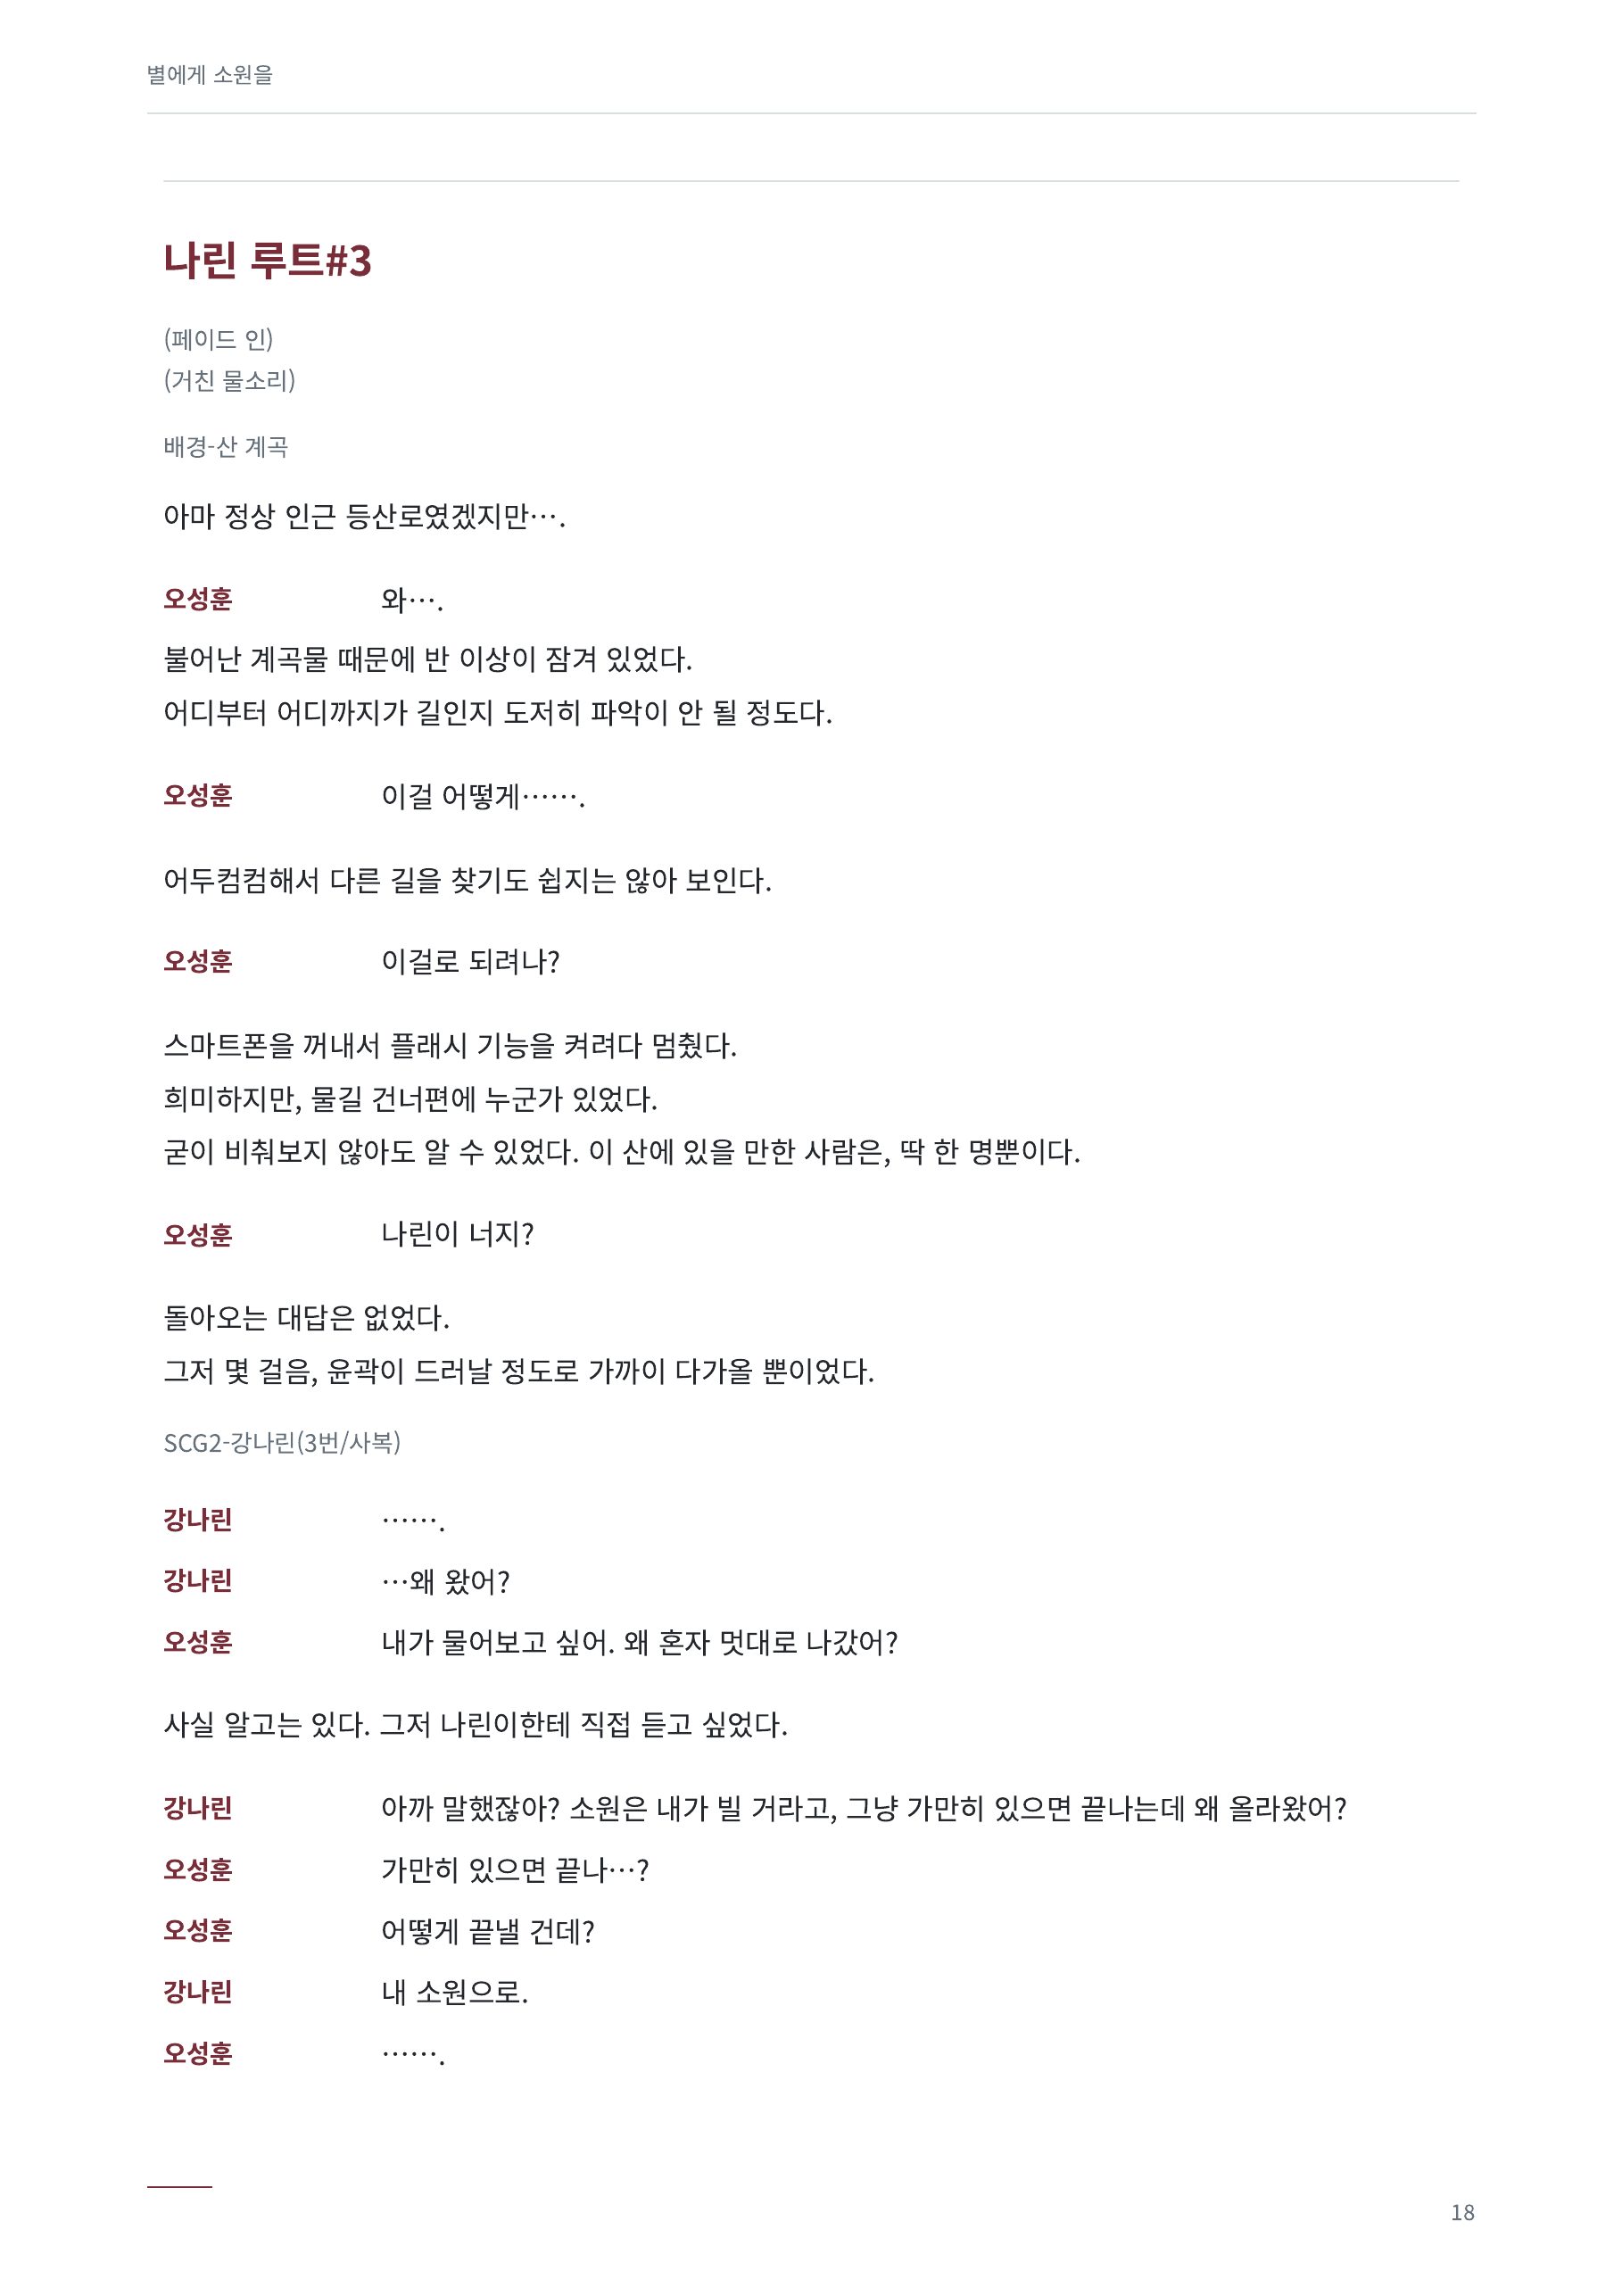 별에게 소원을
나린 루트#3
(페이드 인)
(거친 물소리)
배경-산 계곡
아마 정상 인근 등산로였겠지만….
오성훈 와….
불어난 계곡물 때문에 반 이상이 잠겨 있었다.
어디부터 어디까지가 길인지 도저히 파악이 안 될 정도다.
오성훈 이걸 어떻게…….
어두컴컴해서 다른 길을 찾기도 쉽지는 않아 보인다.
오성훈 이걸로 되려나?
스마트폰을 꺼내서 플래시 기능을 켜려다 멈췄다.
희미하지만, 물길 건너편에 누군가 있었다.
굳이 비춰보지 않아도 알 수 있었다. 이 산에 있을 만한 사람은, 딱 한 명뿐이다.
오성훈 나린이 너지?
돌아오는 대답은 없었다.
그저 몇 걸음, 윤곽이 드러날 정도로 가까이 다가올 뿐이었다.
SCG2-강나린(3번/사복)
강나린 …….
강나린 …왜 왔어?
오성훈 내가 물어보고 싶어. 왜 혼자 멋대로 나갔어?
사실 알고는 있다. 그저 나린이한테 직접 듣고 싶었다.
강나린 아까 말했잖아? 소원은 내가 빌 거라고, 그냥 가만히 있으면 끝나는데 왜 올라왔어?
오성훈 가만히 있으면 끝나…?
오성훈 어떻게 끝낼 건데?
강나린 내 소원으로.
오성훈 …….
18